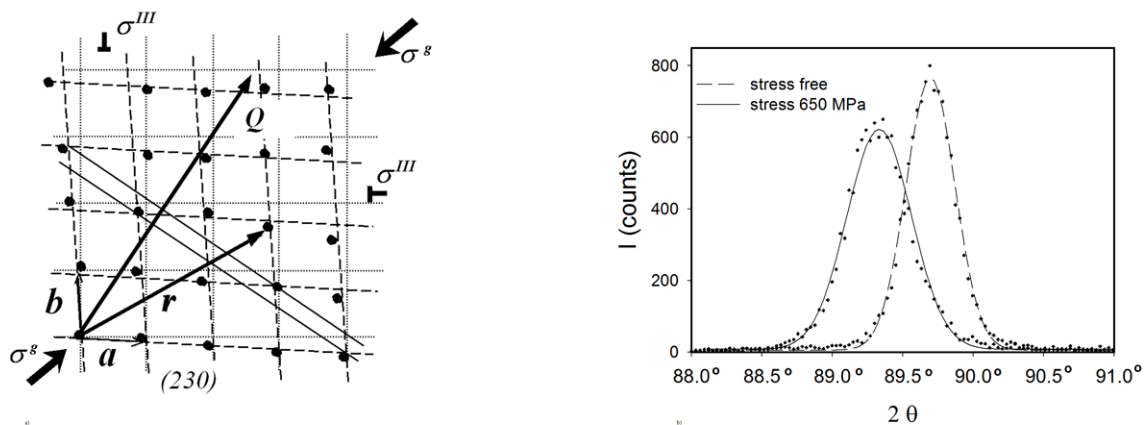 σ^III
σ^g
Q
σ^III
b
r
a
σ^g
(230)
a)
800
600
400
200
0
I (counts)
stress free
stress 650 MPa
88.0° 88.5° 89.0° 89.5° 90.0° 90.5° 91.0°
2 θ
b)